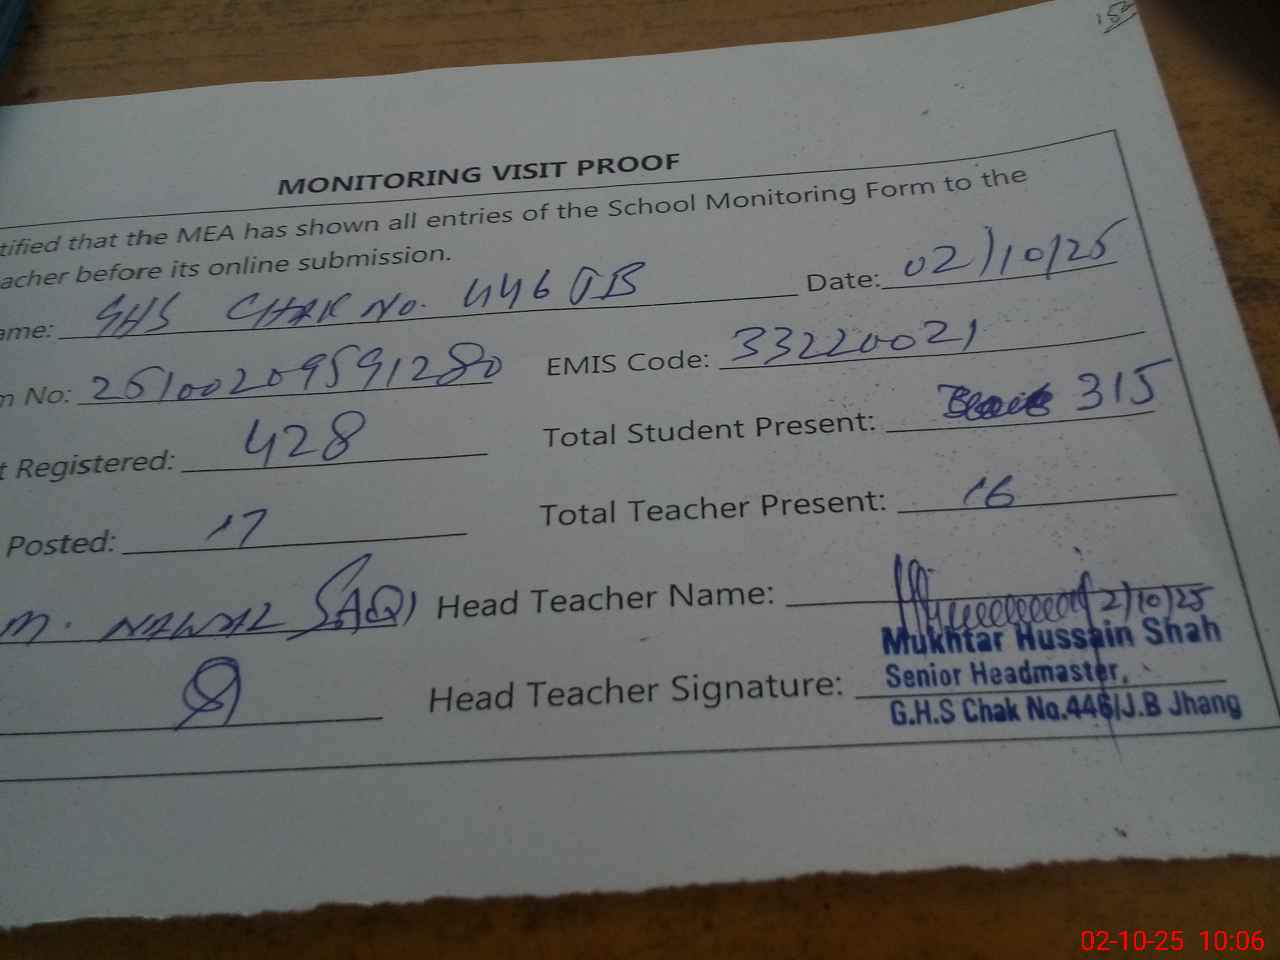 MONITORING VISIT PROOF
tified that the MEA has shown all entries of the School Monitoring Form to the
acher before its online submission.
ame: GHS CHAK No. 446 JB Date: 02/10/25
m No: 25100209591280 EMIS Code: 33220021
t Registered: 428 Total Student Present: 315
Posted: 17 Total Teacher Present: 16
M. NAWAZ SAQI Head Teacher Name: 2/10/25
Mukhtar Hussain Shah
Head Teacher Signature: Senior Headmaster,
G.H.S Chak No.446/J.B Jhang
02-10-25 10:06